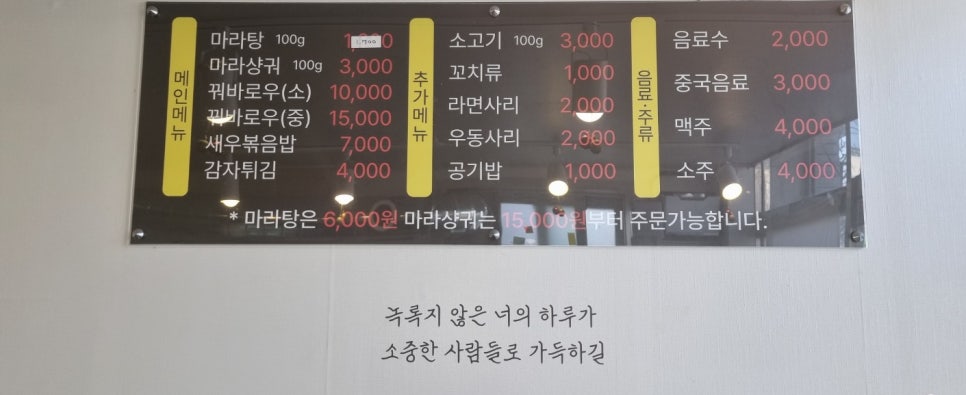 메인메뉴
마라탕 100g
마라샹궈 100g 3,000
꿔바로우(소) 10,000
꿔바로우(중) 15,000
새우볶음밥 7,000
감자튀김 4,000
추가메뉴
소고기 100g 3,000
꼬치류 1,000
라면사리 2,000
우동사리 2,000
공기밥 1,000
음료·주류
음료수 2,000
중국음료 3,000
맥주 4,000
소주 4,000
* 마라탕은 6,000원 마라샹궈는 15.000원부터 주문가능합니다.
녹록지 않은 너의 하루가
소중한 사람들로 가득하길